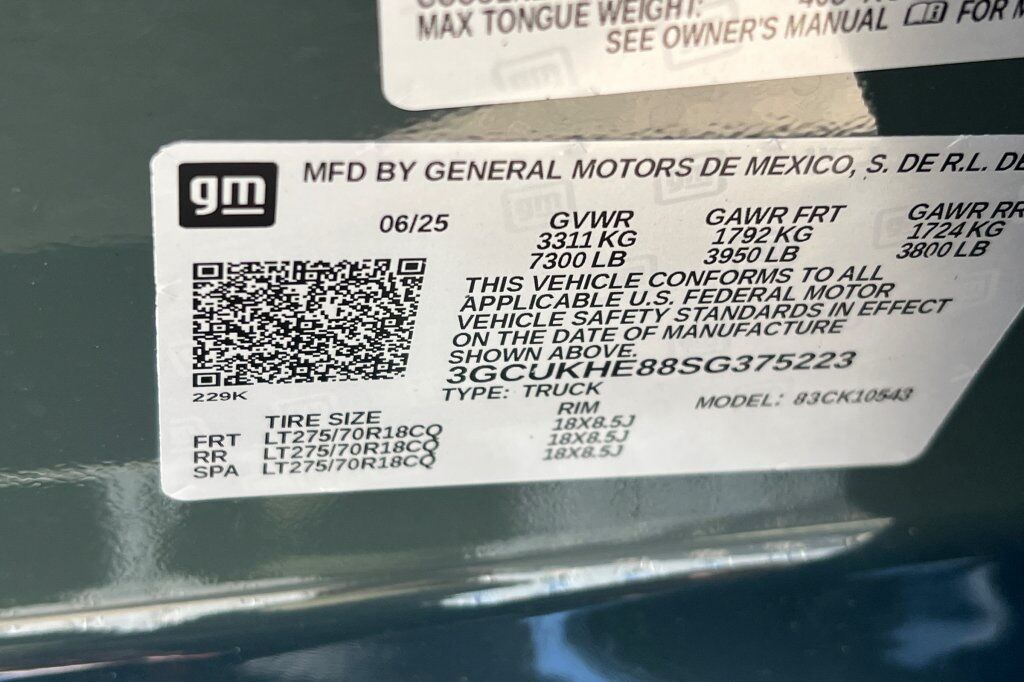 MAX TONGUE WEIGHT:
SEE OWNER'S MANUAL FOR
gm
MFD BY GENERAL MOTORS DE MEXICO, S. DE R.L. DE
06/25
GVWR GAWR FRT GAWR RR
3311 KG 1792 KG 1724 KG
7300 LB 3950 LB 3800 LB
THIS VEHICLE CONFORMS TO ALL
APPLICABLE U.S. FEDERAL MOTOR
VEHICLE SAFETY STANDARDS IN EFFECT
ON THE DATE OF MANUFACTURE
SHOWN ABOVE.
3GCUKHE88SG375223
229K
TYPE: TRUCK MODEL: 83CK10543
TIRE SIZE RIM
FRT LT275/70R18CQ 18X8.5J
RR LT275/70R18CQ 18X8.5J
SPA LT275/70R18CQ 18X8.5J